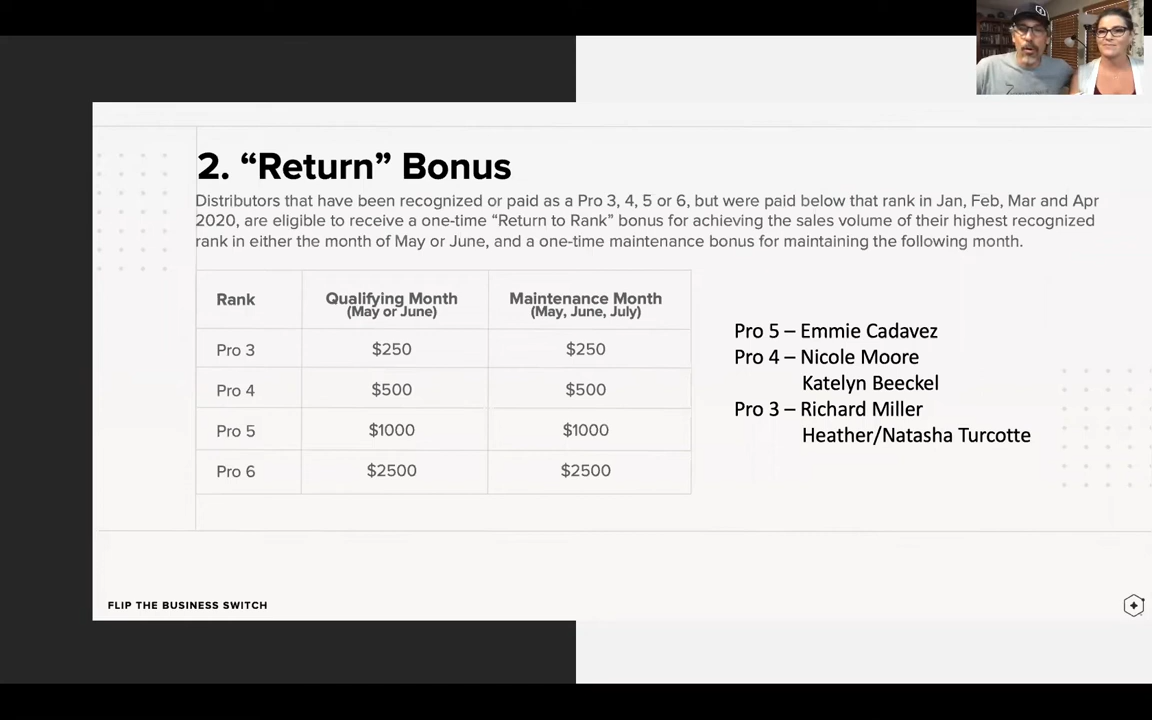 2. “Return” Bonus
Distributors that have been recognized or paid as a Pro 3, 4, 5 or 6, but were paid below that rank in Jan, Feb, Mar and Apr
2020, are eligible to receive a one-time “Return to Rank” bonus for achieving the sales volume of their highest recognized
rank in either the month of May or June, and a one-time maintenance bonus for maintaining the following month.
Rank Qualifying Month Maintenance Month
(May or June) (May, June, July)
Pro 3 $250 $250
Pro 4 $500 $500
Pro 5 $1000 $1000
Pro 6 $2500 $2500
Pro 5 – Emmie Cadavez
Pro 4 – Nicole Moore
Katelyn Beeckel
Pro 3 – Richard Miller
Heather/Natasha Turcotte
FLIP THE BUSINESS SWITCH